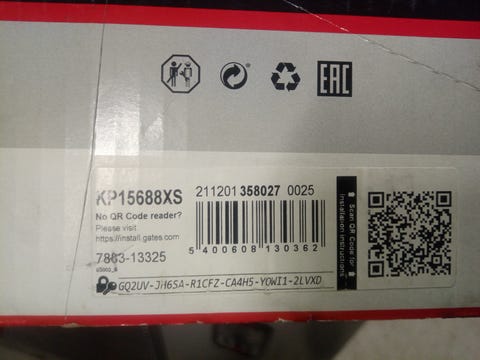 EAC
KP15688XS
211201 358027 0025
No QR Code reader?
Please visit
https://install.gates.com
5 400608 130362
7863-13325
GQ2UV-JH6SA-R1CFZ-CA4H5-YOWI1-2LVXD
Scan QR Code for
installation instructions